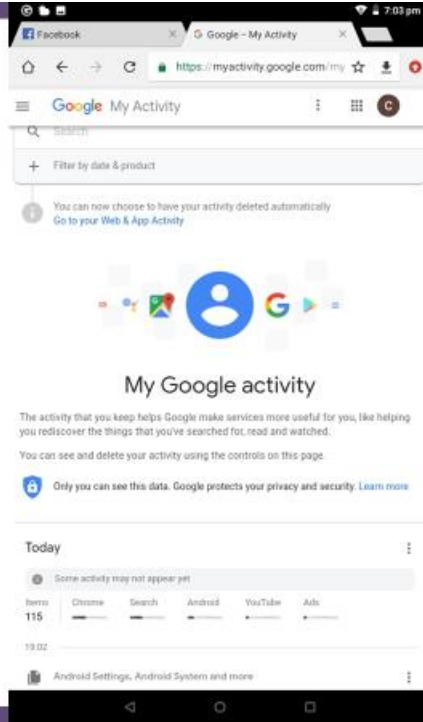 7:03 pm
Facebook
Google - My Activity
https://myactivity.google.com/my
Google My Activity
C
Search
Filter by date & product
You can now choose to have your activity deleted automatically
Go to your Web & App Activity
My Google activity
The activity that you keep helps Google make services more useful for you, like helping
you rediscover the things that you've searched for, read and watched.
You can see and delete your activity using the controls on this page.
Only you can see this data. Google protects your privacy and security. Learn more
Today
Some activity may not appear yet
Items Chrome Search Android YouTube Ads
115
19:02
Android Settings, Android System and more